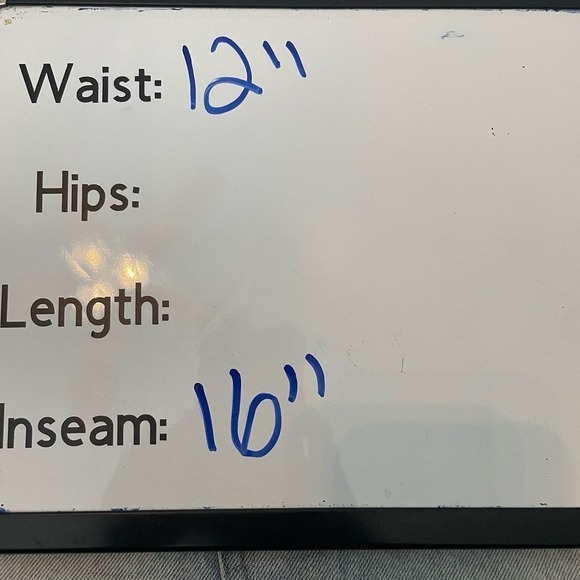 Waist: 12"
Hips:
Length:
Inseam: 16"